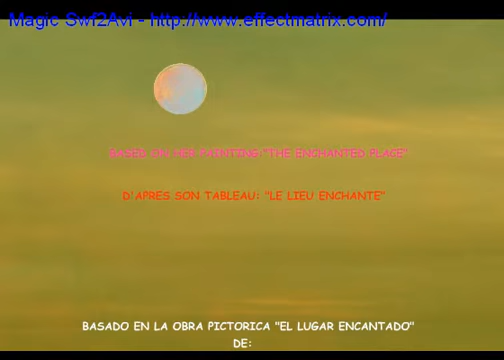 Magic Swf2Avi - http://www.effectmatrix.com/
BASED ON HER PAINTING:"THE ENCHANTED PLACE"
D'APRES SON TABLEAU: "LE LIEU ENCHANTE"
BASADO EN LA OBRA PICTORICA "EL LUGAR ENCANTADO"
DE: